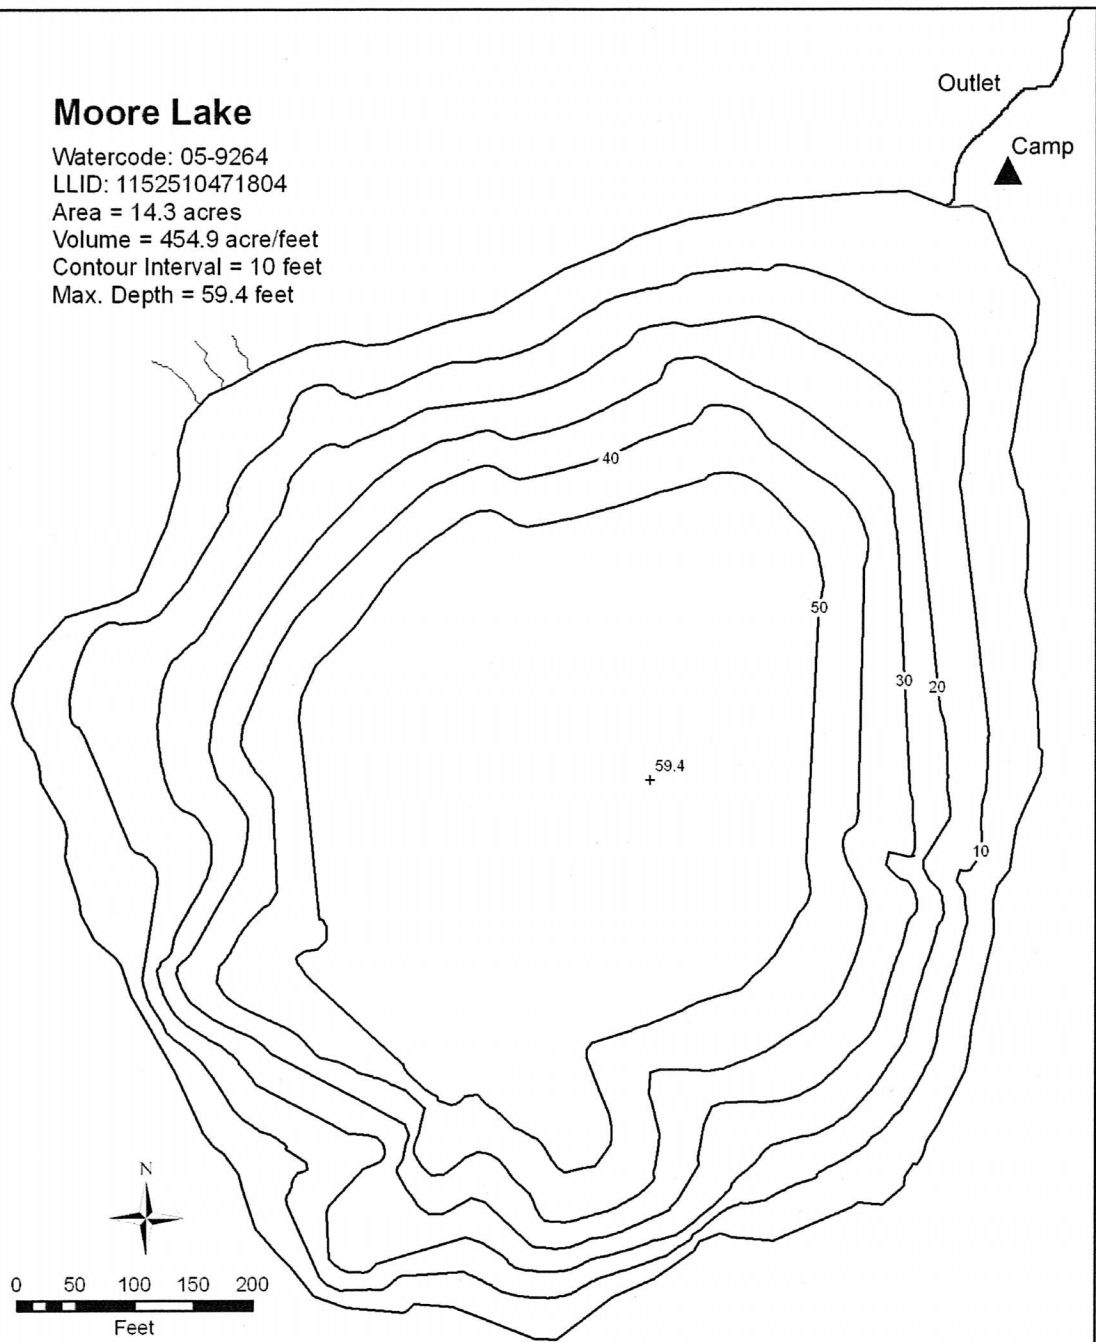 Moore Lake
Watercode: 05-9264
LLID: 1152510471804
Area = 14.3 acres
Volume = 454.9 acre/feet
Contour Interval = 10 feet
Max. Depth = 59.4 feet
Outlet
Camp
40
50
30
20
59.4
10
N
0 50 100 150 200
Feet